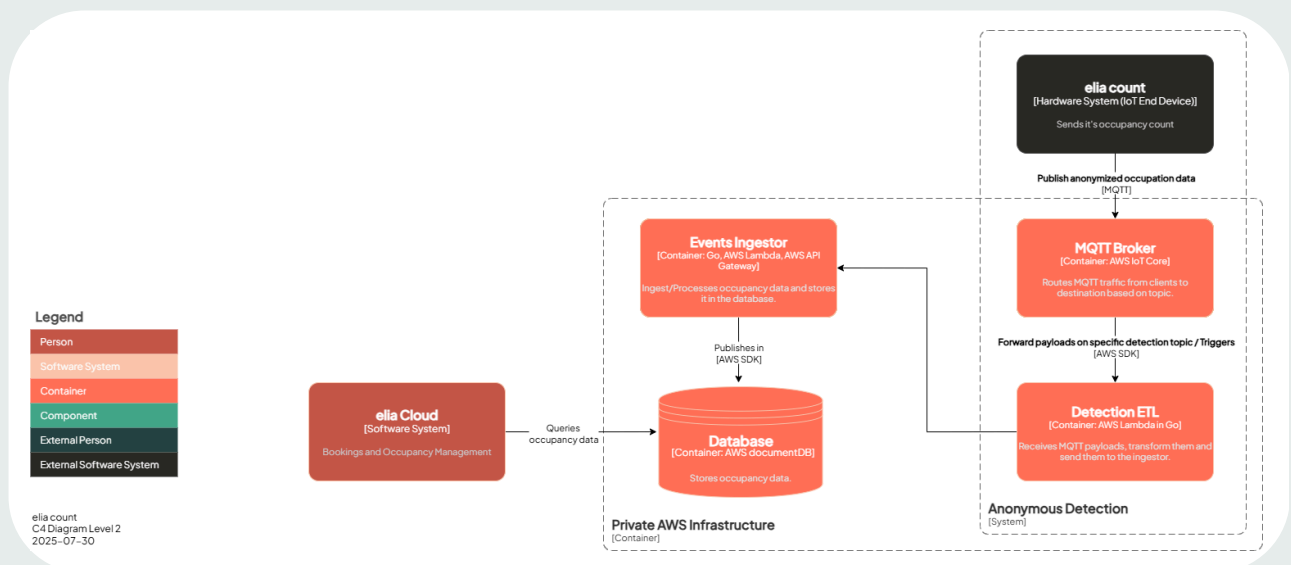 elia count
[Hardware System (IoT End Device)]
Sends it's occupancy count
Publish anonymized occupation data
[MQTT]
Events Ingestor
[Container: Go, AWS Lambda, AWS API
Gateway]
Ingest/Processes occupancy data and stores
it in the database.
MQTT Broker
[Container: AWS IoT Core]
Routes MQTT traffic from clients to
destination based on topic.
Publishes in
[AWS SDK]
Forward payloads on specific detection topic / Triggers
[AWS SDK]
Legend
Person
Software System
Container
Component
External Person
External Software System
elia Cloud
[Software System]
Bookings and Occupancy Management
Queries
occupancy data
Database
[Container: AWS documentDB]
Stores occupancy data.
Detection ETL
[Container: AWS Lambda in Go]
Receives MQTT payloads, transform them and
send them to the ingestor.
Anonymous Detection
[System]
Private AWS Infrastructure
[Container]
elia count
C4 Diagram Level 2
2025-07-30